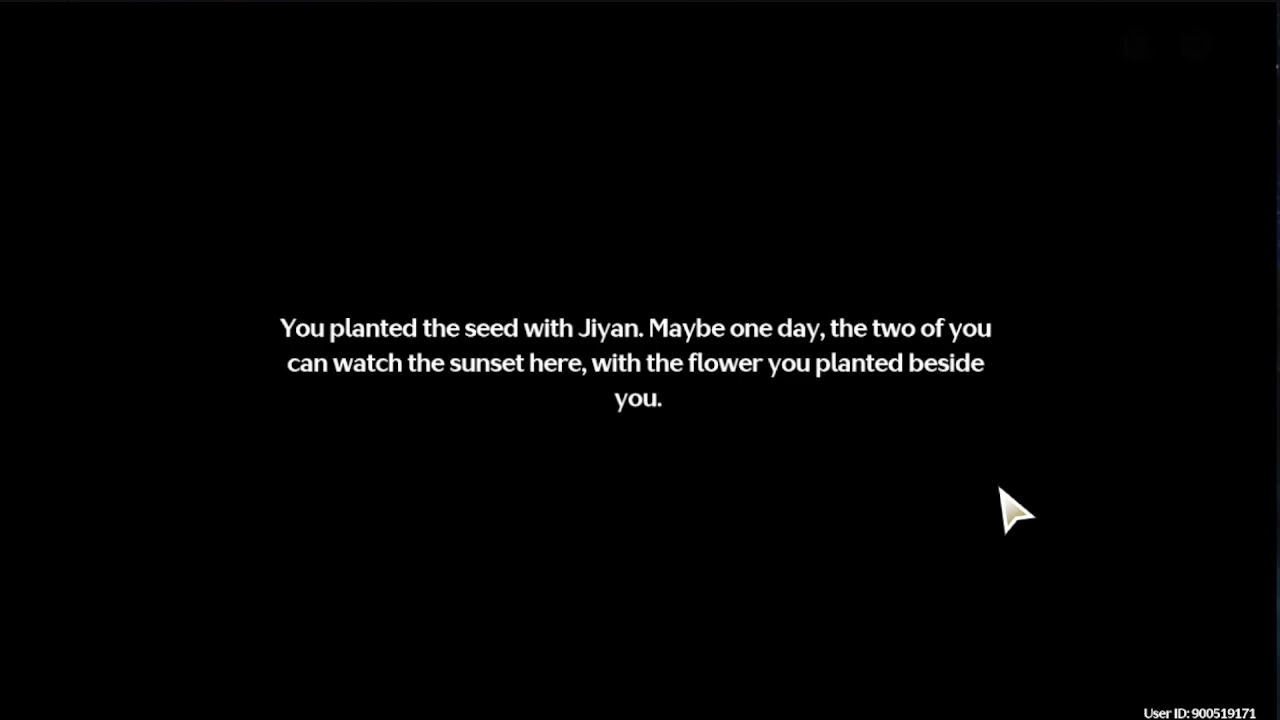 You planted the seed with Jiyan. Maybe one day, the two of you
can watch the sunset here, with the flower you planted beside
you.
User ID: 900519171